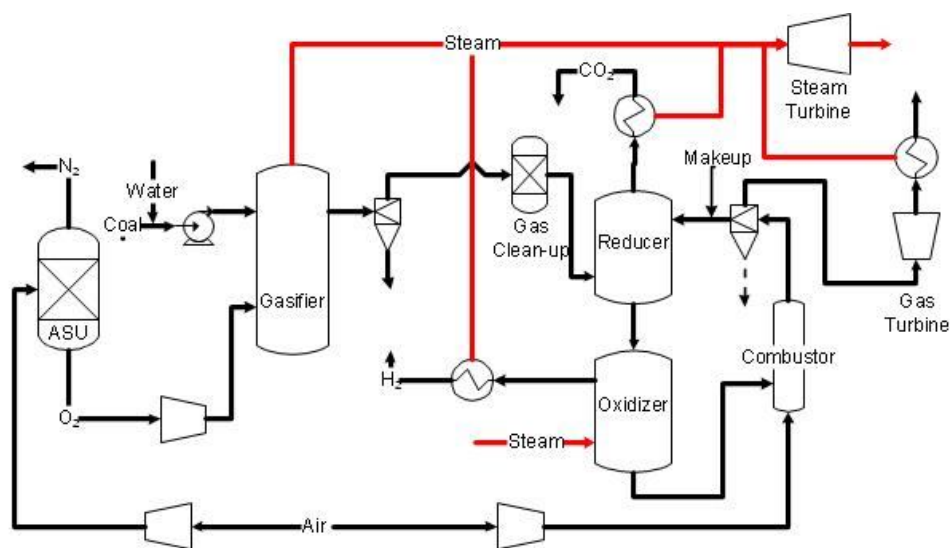 Steam
CO₂
Steam
Turbine
N₂
Water
Coal
Makeup
Gas
Clean-up
Reducer
Gasifier
ASU
Gas
Turbine
Combustor
H₂
O₂
Oxidizer
Steam
Air